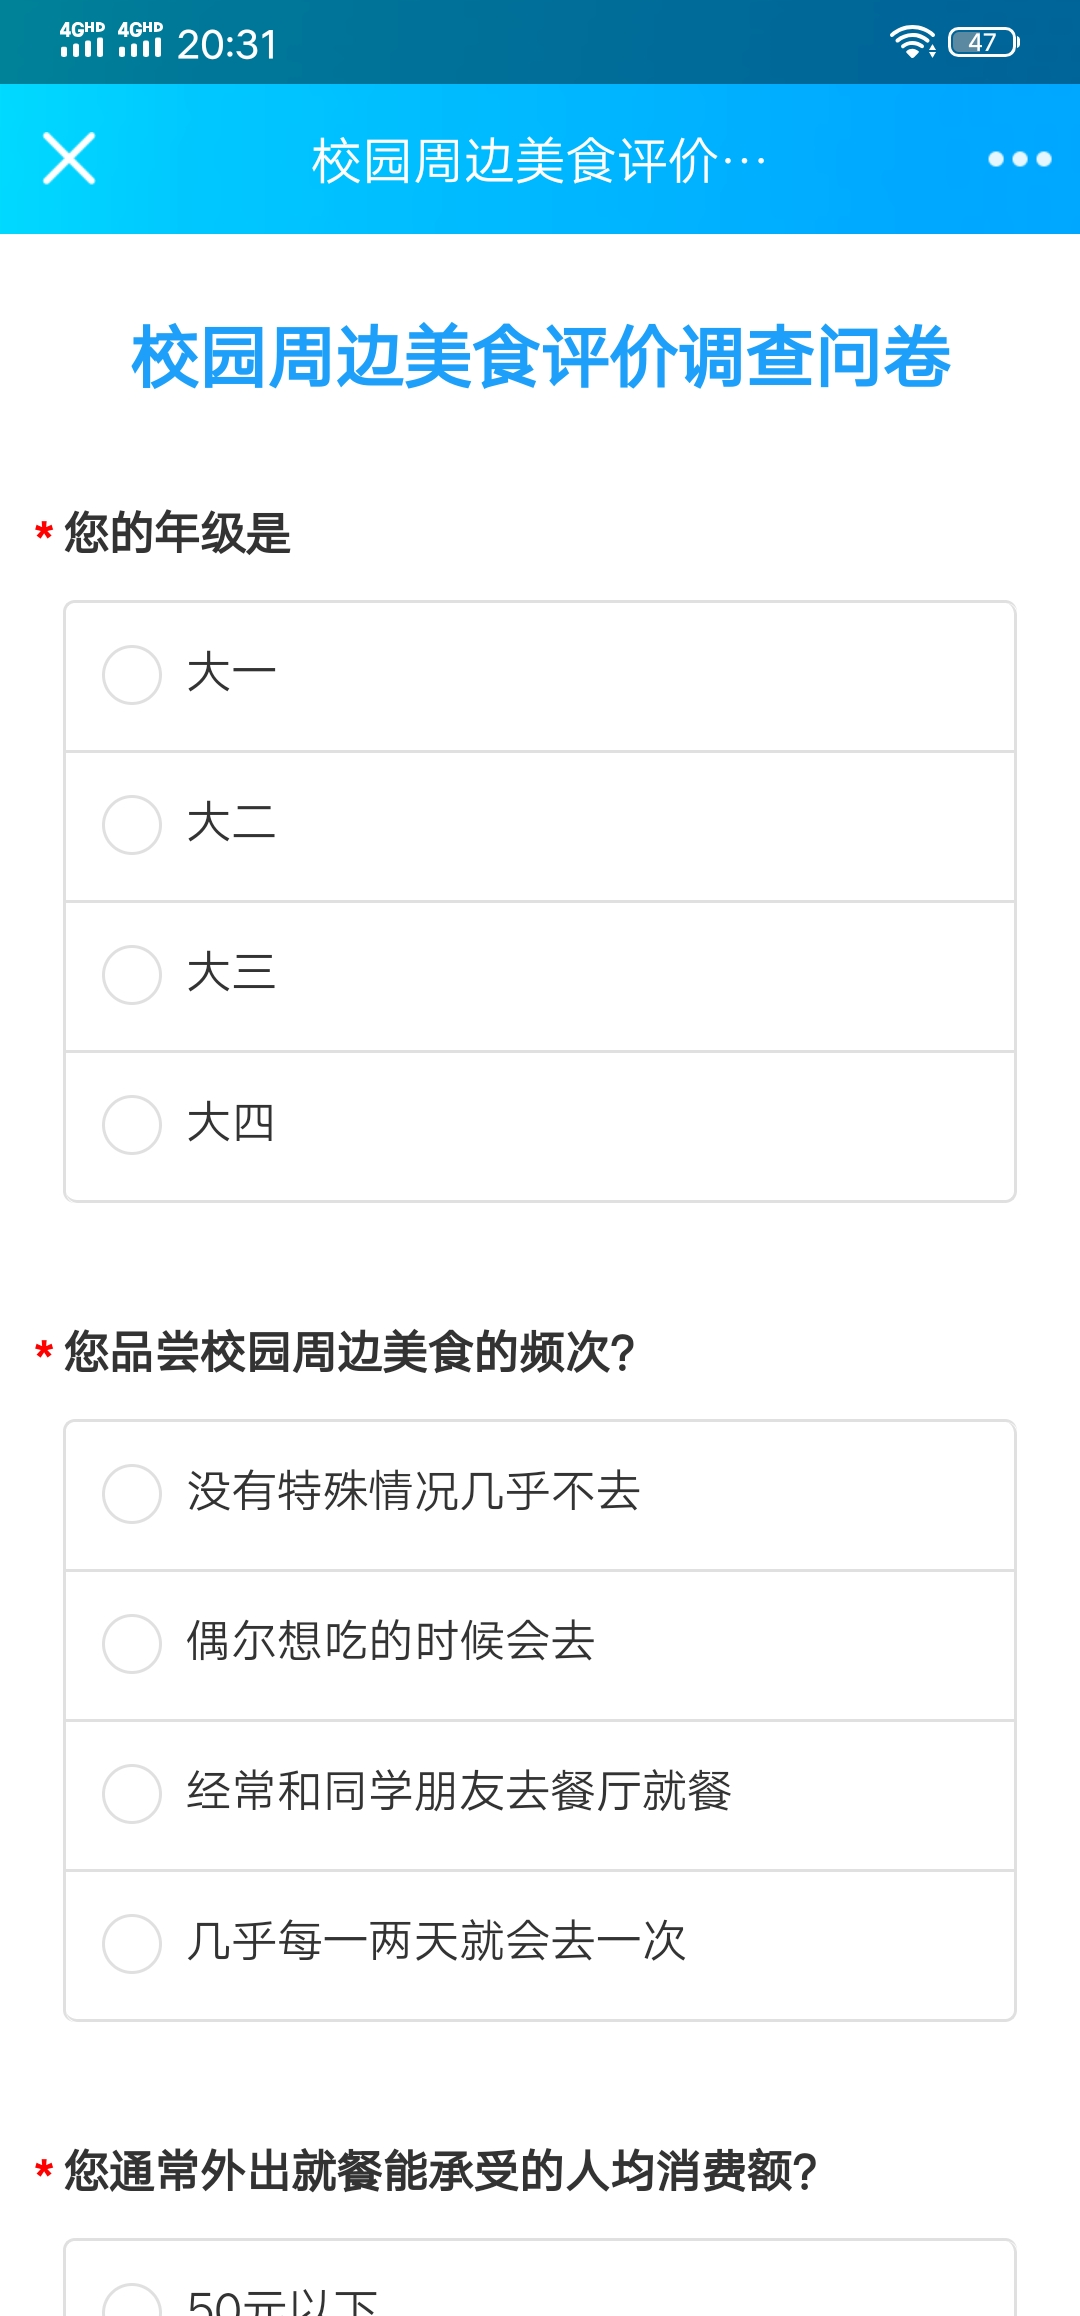 4GHD 4GHD 20:31 47
校园周边美食评价···
校园周边美食评价调查问卷
* 您的年级是
大一
大二
大三
大四
* 您品尝校园周边美食的频次?
没有特殊情况几乎不去
偶尔想吃的时候会去
经常和同学朋友去餐厅就餐
几乎每一两天就会去一次
* 您通常外出就餐能承受的人均消费额?
50元以下